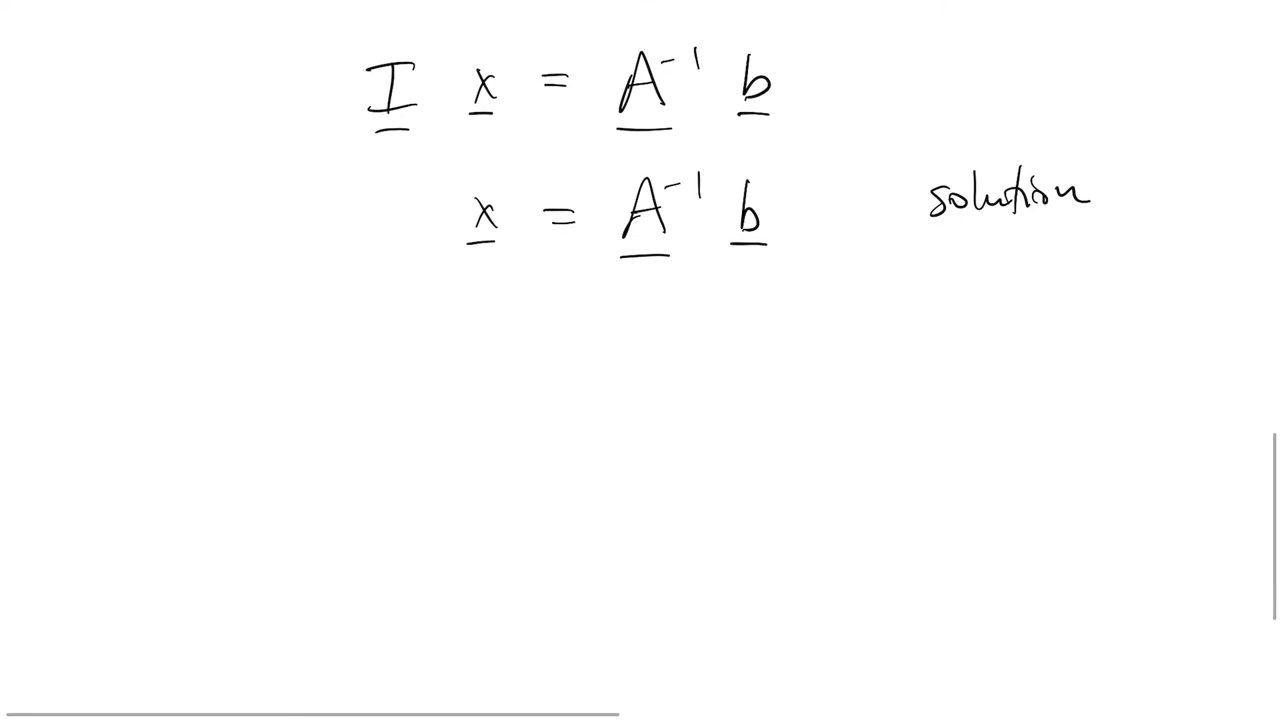 I x = A⁻¹ b
x = A⁻¹ b solution